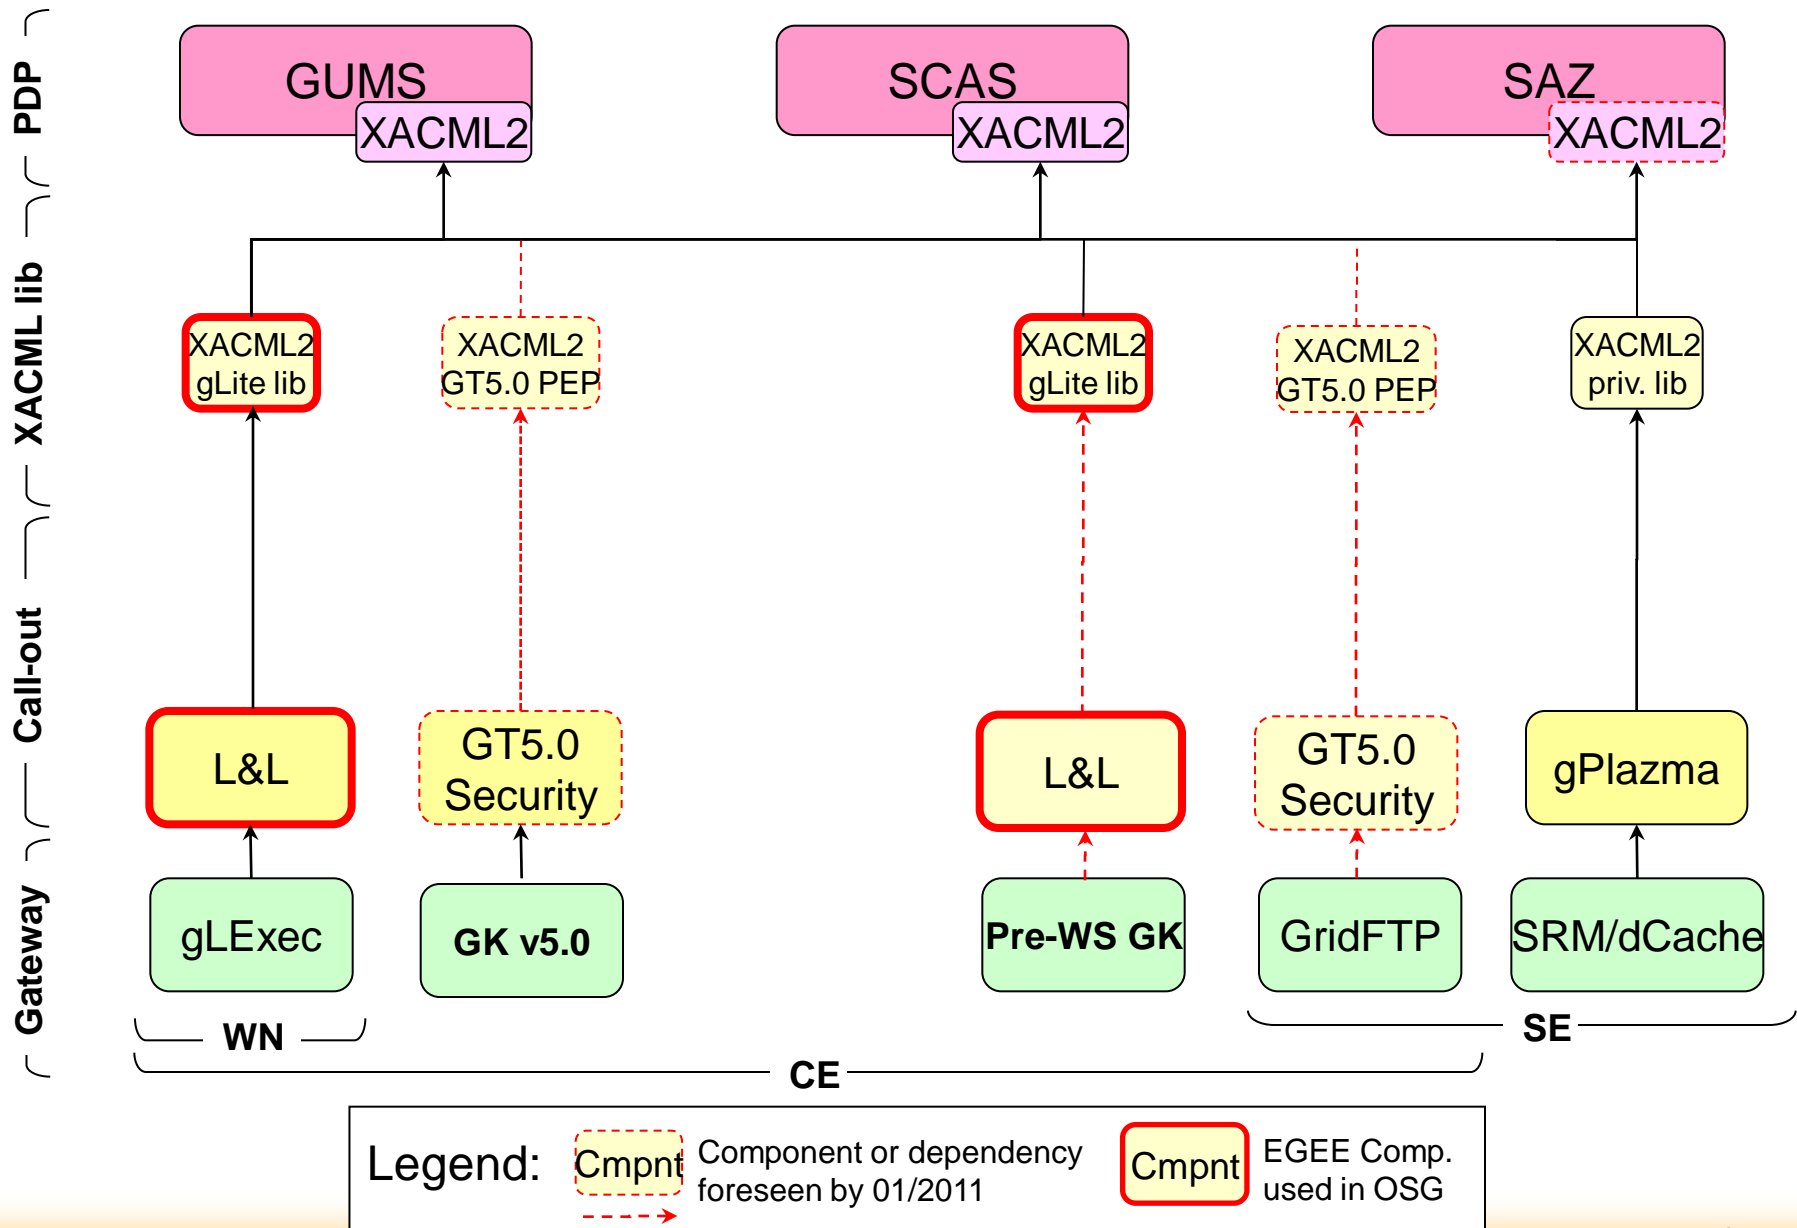 PDP
GUMS
XACML2
SCAS
XACML2
SAZ
XACML2
XACML lib
XACML2
gLite lib
XACML2
GT5.0 PEP
XACML2
gLite lib
XACML2
GT5.0 PEP
XACML2
priv. lib
Call-out
L&L
GT5.0
Security
L&L
GT5.0
Security
gPlazma
Gateway
gLExec
GK v5.0
Pre-WS GK
GridFTP
SRM/dCache
WN
SE
CE
Legend:
Cmpnt
Component or dependency
foreseen by 01/2011
Cmpnt
EGEE Comp.
used in OSG